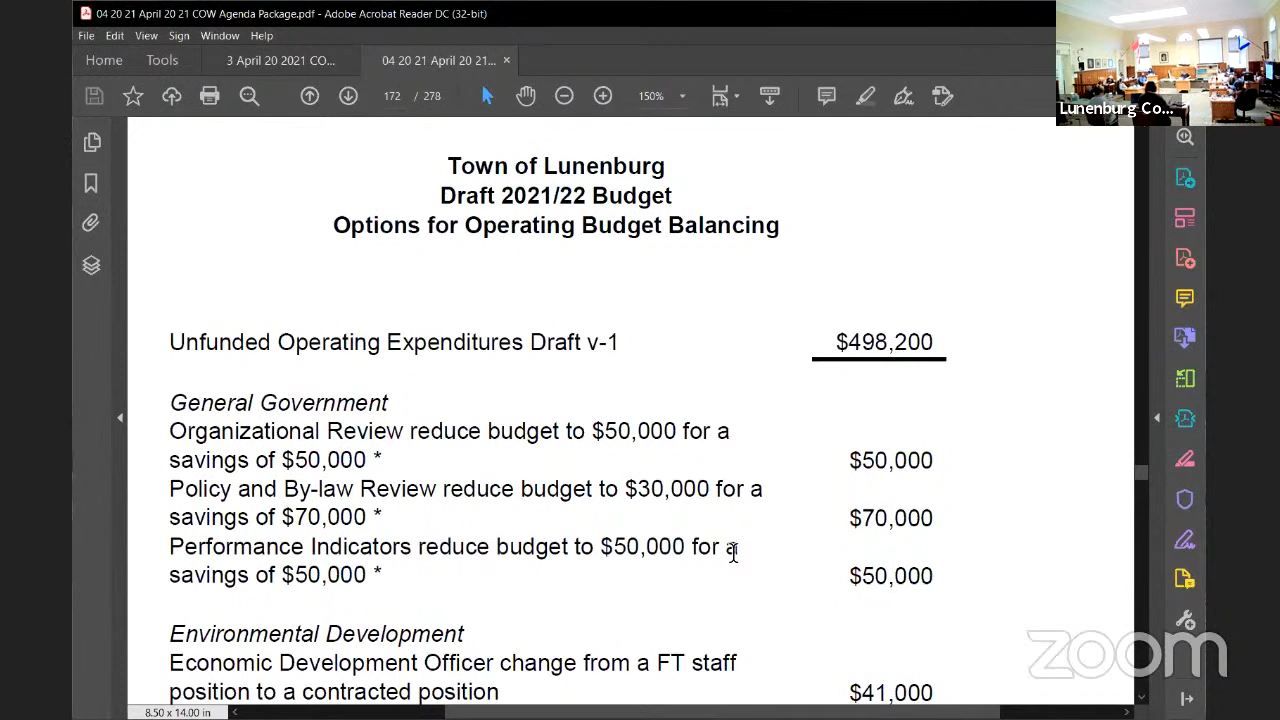 04 20 21 April 20 21 COW Agenda Package.pdf - Adobe Acrobat Reader DC (32-bit)
File Edit View Sign Window Help
Home Tools 3 April 20 2021 CO... 04 20 21 April 20 21... ×
172 / 278 150%
Lunenburg Co...
Town of Lunenburg
Draft 2021/22 Budget
Options for Operating Budget Balancing
Unfunded Operating Expenditures Draft v-1 $498,200
General Government
Organizational Review reduce budget to $50,000 for a
savings of $50,000 * $50,000
Policy and By-law Review reduce budget to $30,000 for a
savings of $70,000 * $70,000
Performance Indicators reduce budget to $50,000 for a
savings of $50,000 * $50,000
Environmental Development
Economic Development Officer change from a FT staff
position to a contracted position $41,000
zoom
8.50 x 14.00 in